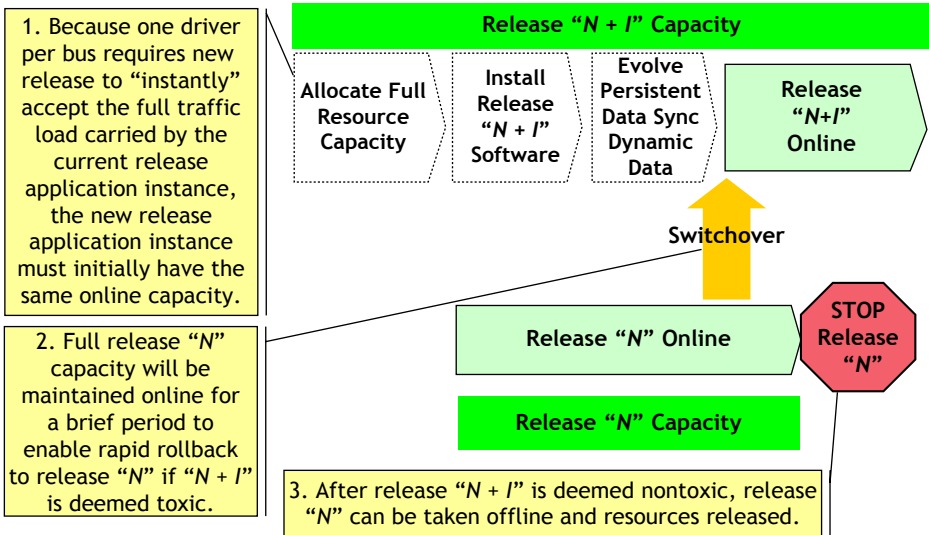 1. Because one driver
per bus requires new
release to “instantly”
accept the full traffic
load carried by the
current release
application instance,
the new release
application instance
must initially have the
same online capacity.
Release “N + I” Capacity
Allocate Full
Resource
Capacity
Install
Release
“N + I”
Software
Evolve
Persistent
Data Sync
Dynamic
Data
Release
“N+I”
Online
Switchover
2. Full release “N”
capacity will be
maintained online for
a brief period to
enable rapid rollback
to release “N” if “N + I”
is deemed toxic.
Release “N” Online
STOP
Release
“N”
Release “N” Capacity
3. After release “N + I” is deemed nontoxic, release
“N” can be taken offline and resources released.